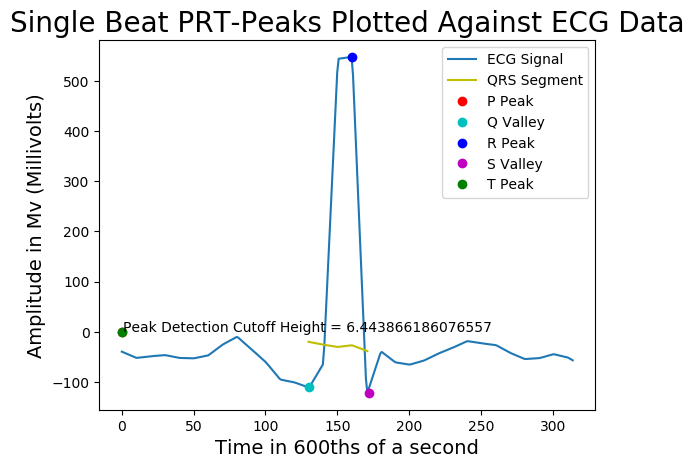 Single Beat PRT-Peaks Plotted Against ECG Data
Amplitude in Mv (Millivolts)
500
400
300
200
100
0
−100
ECG Signal
QRS Segment
P Peak
Q Valley
R Peak
S Valley
T Peak
Peak Detection Cutoff Height = 6.443866186076557
0 50 100 150 200 250 300
Time in 600ths of a second